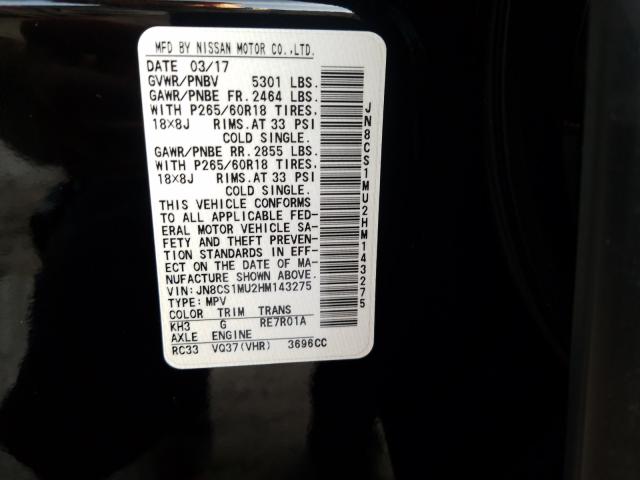 MFD BY NISSAN MOTOR CO.,LTD.
DATE 03/17
GVWR/PNBV 5301 LBS.
GAWR/PNBE FR. 2464 LBS.
WITH P265/60R18 TIRES.
18X8J RIMS.AT 33 PSI
COLD SINGLE.
GAWR/PNBE RR. 2855 LBS.
WITH P265/60R18 TIRES.
18X8J RIMS.AT 33 PSI
COLD SINGLE.
THIS VEHICLE CONFORMS
TO ALL APPLICABLE FED-
ERAL MOTOR VEHICLE SA-
FETY AND THEFT PREVEN-
TION STANDARDS IN EFF-
ECT ON THE DATE OF MA-
NUFACTURE SHOWN ABOVE.
VIN:JN8CS1MU2HM143275
TYPE:MPV
COLOR TRIM TRANS
KH3 G RE7R01A
AXLE ENGINE
RC33 VQ37(VHR) 3696CC
JN8CS1MU2HM143275